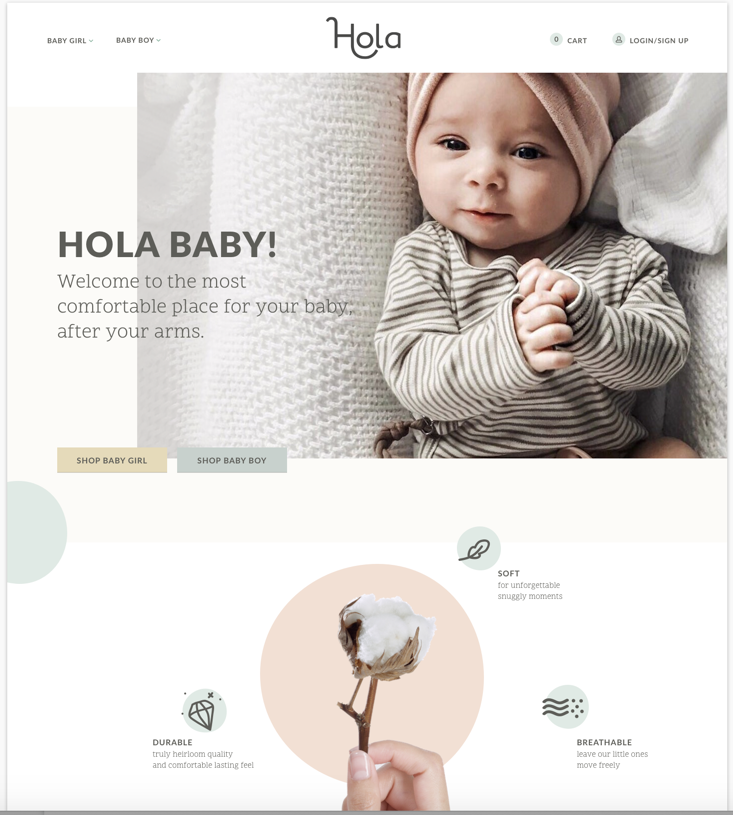 BABY GIRL
BABY BOY
Hola
0 CART
LOGIN/SIGN UP
HOLA BABY!
Welcome to the most
comfortable place for your baby,
after your arms.
SHOP BABY GIRL
SHOP BABY BOY
SOFT
for unforgettable
snuggly moments
DURABLE
truly heirloom quality
and comfortable lasting feel
BREATHABLE
leave our little ones
move freely